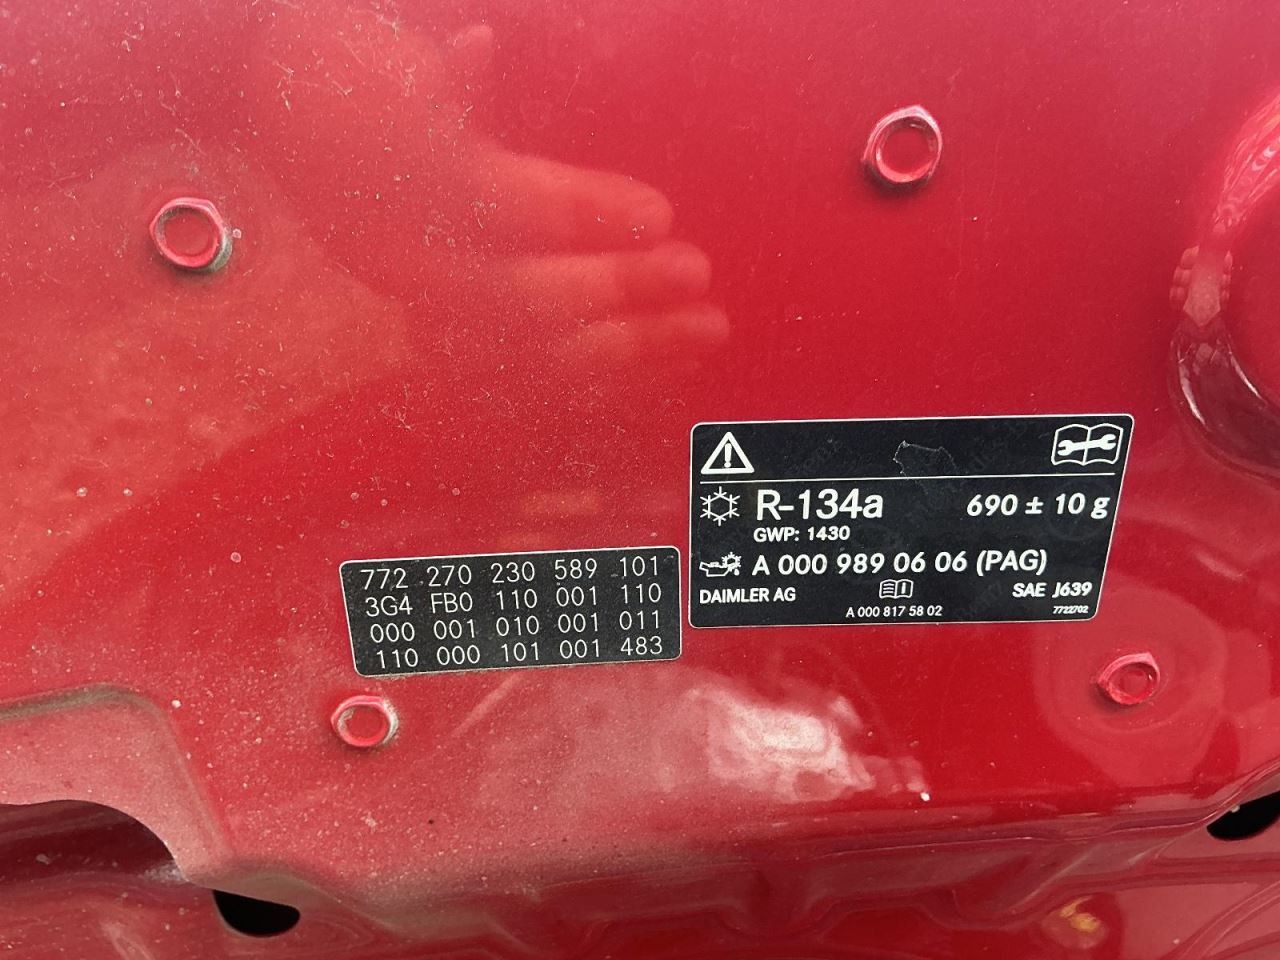 772 270 230 589 101
3G4 FB0 110 001 110
000 001 010 001 011
110 000 101 001 483
R-134a 690 ± 10 g
GWP: 1430
A 000 989 06 06 (PAG)
DAIMLER AG SAE J639
A 000 817 58 02 7722702